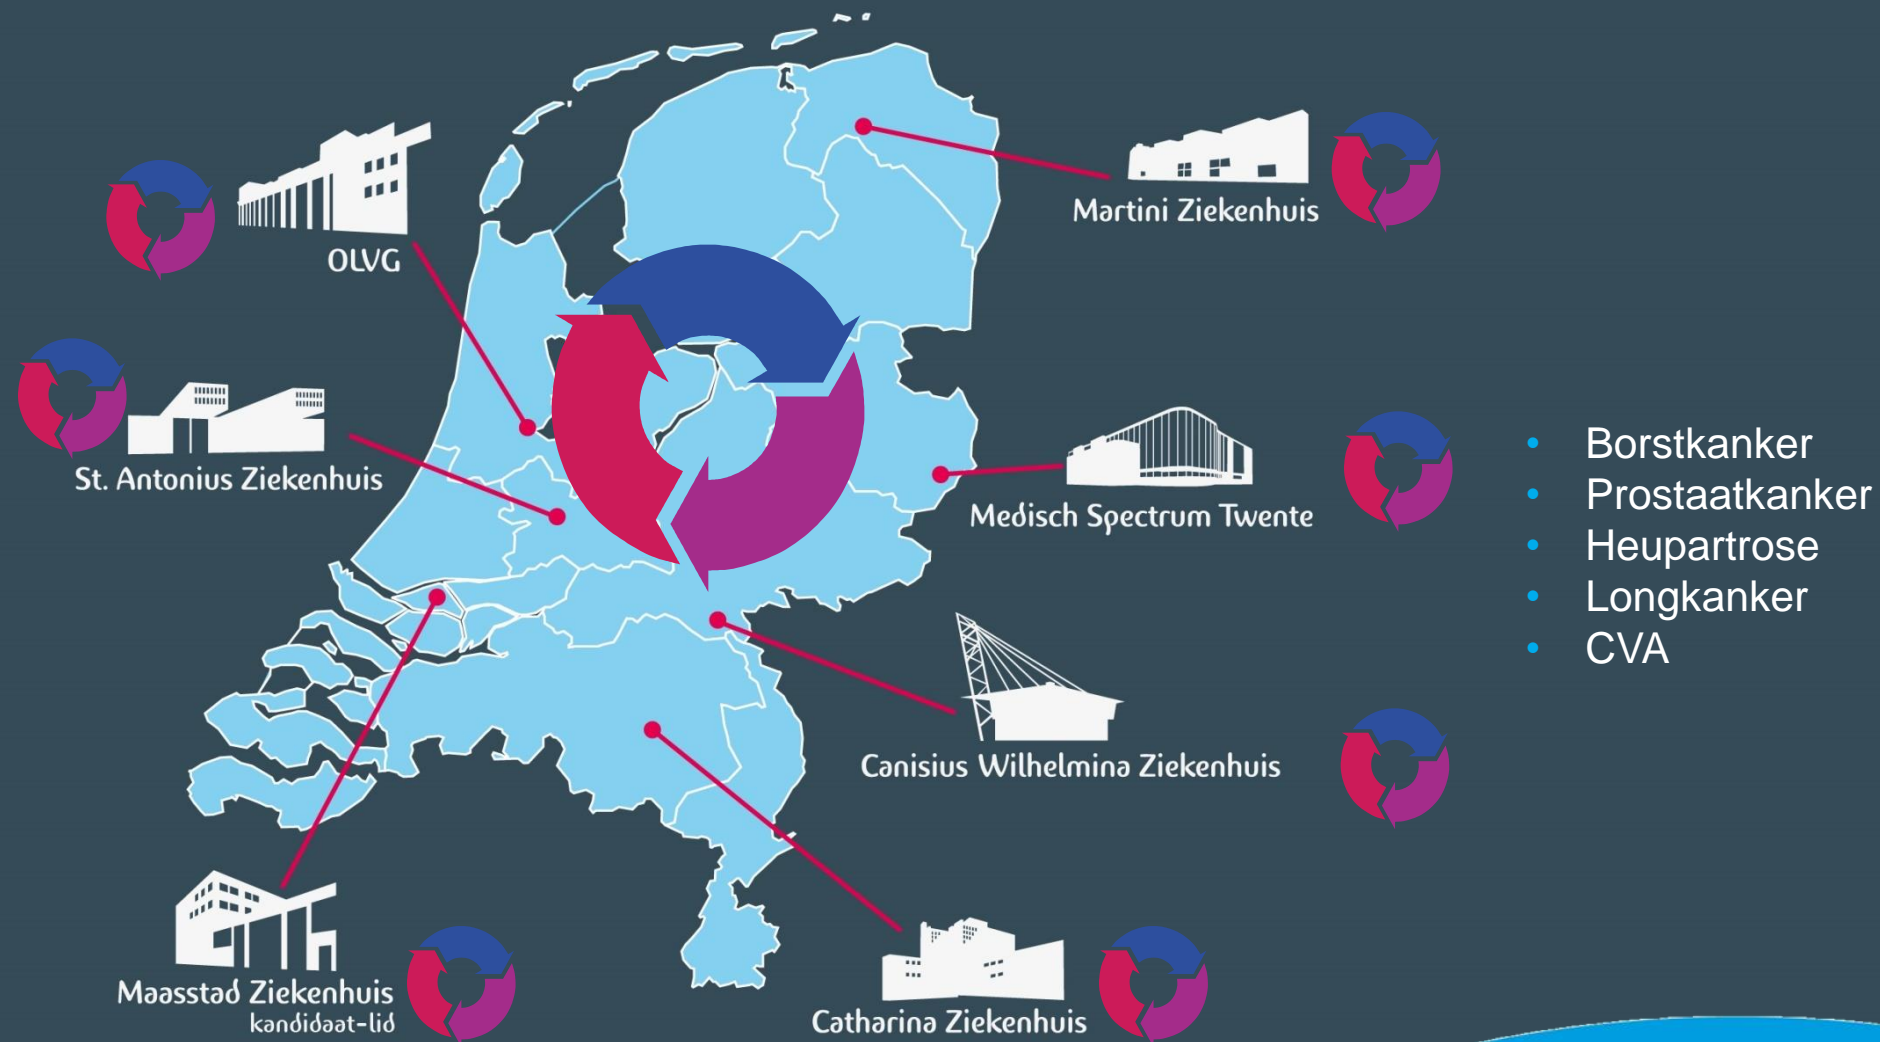 Martini Ziekenhuis
OLVG
St. Antonius Ziekenhuis
Medisch Spectrum Twente
Canisius Wilhelmina Ziekenhuis
Maasstad Ziekenhuis
kandidaat-lid
Catharina Ziekenhuis
• Borstkanker
• Prostaatkanker
• Heupartrose
• Longkanker
• CVA